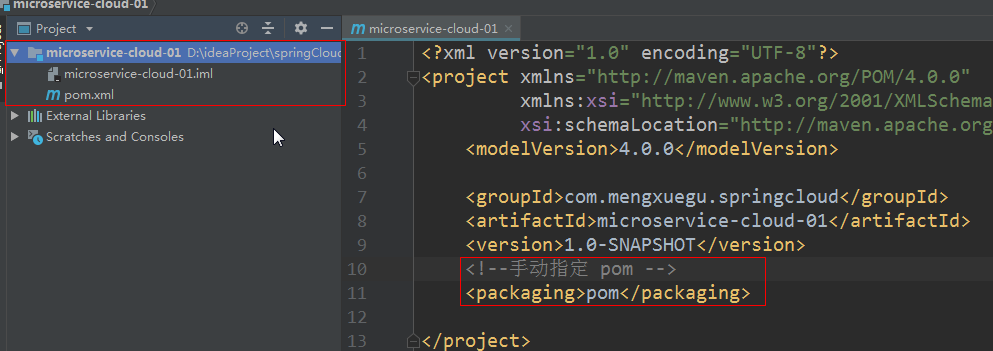 microservice-cloud-01
Project
microservice-cloud-01 D:\ideaProject\springCloud
microservice-cloud-01.iml
pom.xml
External Libraries
Scratches and Consoles
microservice-cloud-01
1 <?xml version="1.0" encoding="UTF-8"?>
2 <project xmlns="http://maven.apache.org/POM/4.0.0"
3 xmlns:xsi="http://www.w3.org/2001/XMLSchema
4 xsi:schemaLocation="http://maven.apache.org
5 <modelVersion>4.0.0</modelVersion>
6
7 <groupId>com.mengxuegu.springcloud</groupId>
8 <artifactId>microservice-cloud-01</artifactId>
9 <version>1.0-SNAPSHOT</version>
10 <!--手动指定 pom -->
11 <packaging>pom</packaging>
12
13 </project>